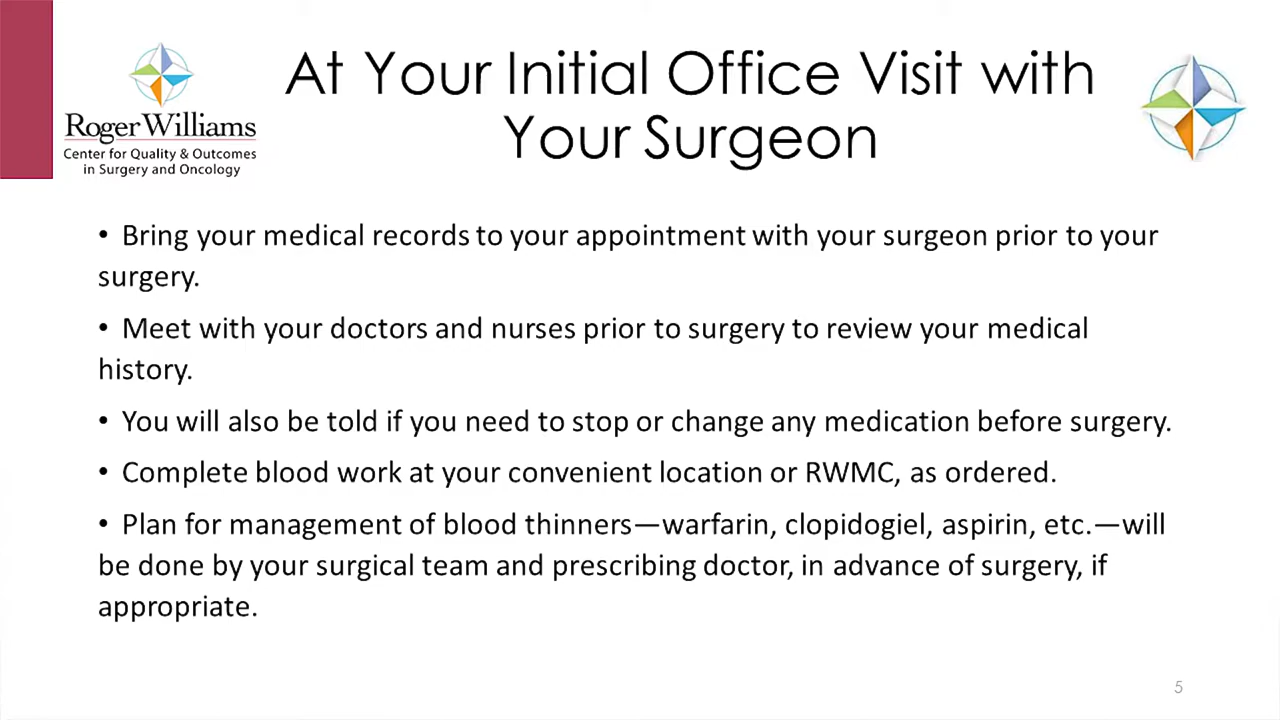 At Your Initial Office Visit with
Your Surgeon
Roger Williams
Center for Quality & Outcomes
in Surgery and Oncology
• Bring your medical records to your appointment with your surgeon prior to your
surgery.
• Meet with your doctors and nurses prior to surgery to review your medical
history.
• You will also be told if you need to stop or change any medication before surgery.
• Complete blood work at your convenient location or RWMC, as ordered.
• Plan for management of blood thinners—warfarin, clopidogiel, aspirin, etc.—will
be done by your surgical team and prescribing doctor, in advance of surgery, if
appropriate.
5